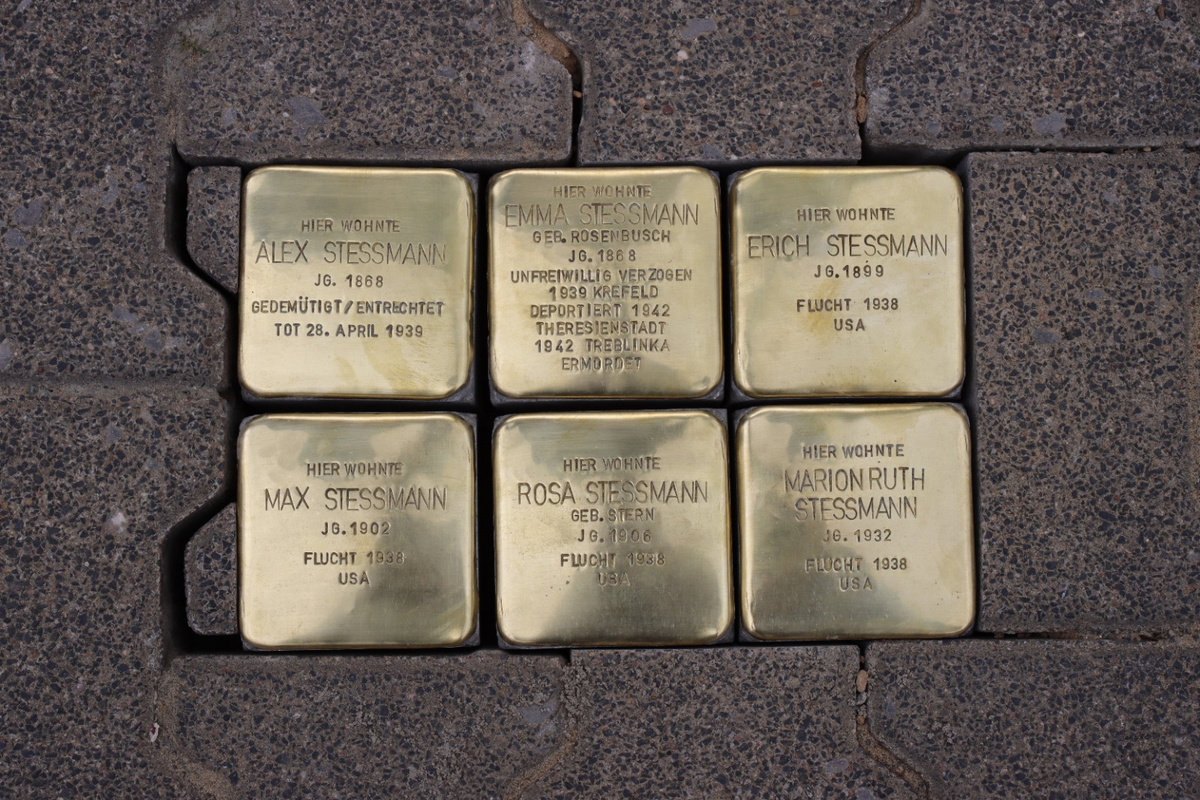 HIER WOHNTE
ALEX STESSMANN
JG. 1868
GEDEMÜTIGT/ENTRECHTET
TOT 28. APRIL 1939
HIER WOHNTE
EMMA STESSMANN
GEB. ROSENBUSCH
JG. 1868
UNFREIWILLIG VERZOGEN
1939 KREFELD
DEPORTIERT 1942
THERESIENSTADT
1942 TREBLINKA
ERMORDET
HIER WOHNTE
ERICH STESSMANN
JG.1899
FLUCHT 1938
USA
HIER WOHNTE
MAX STESSMANN
JG.1902
FLUCHT 1938
USA
HIER WOHNTE
ROSA STESSMANN
GEB. STERN
JG. 1906
FLUCHT 1938
USA
HIER WOHNTE
MARION RUTH
STESSMANN
JG. 1932
FLUCHT 1938
USA